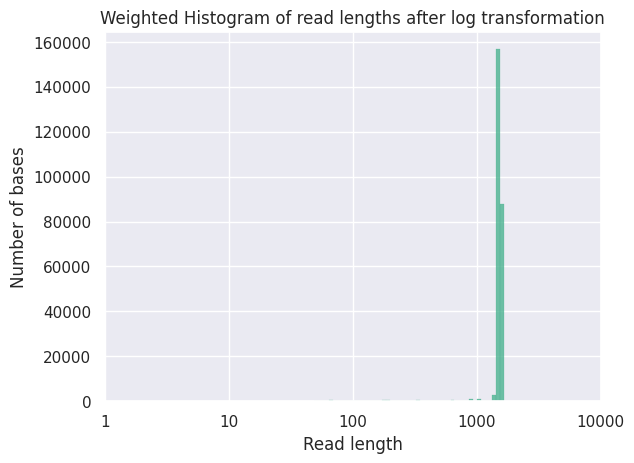 Weighted Histogram of read lengths after log transformation
160000
140000
120000
100000
80000
60000
40000
20000
0
Number of bases
1 10 100 1000 10000
Read length